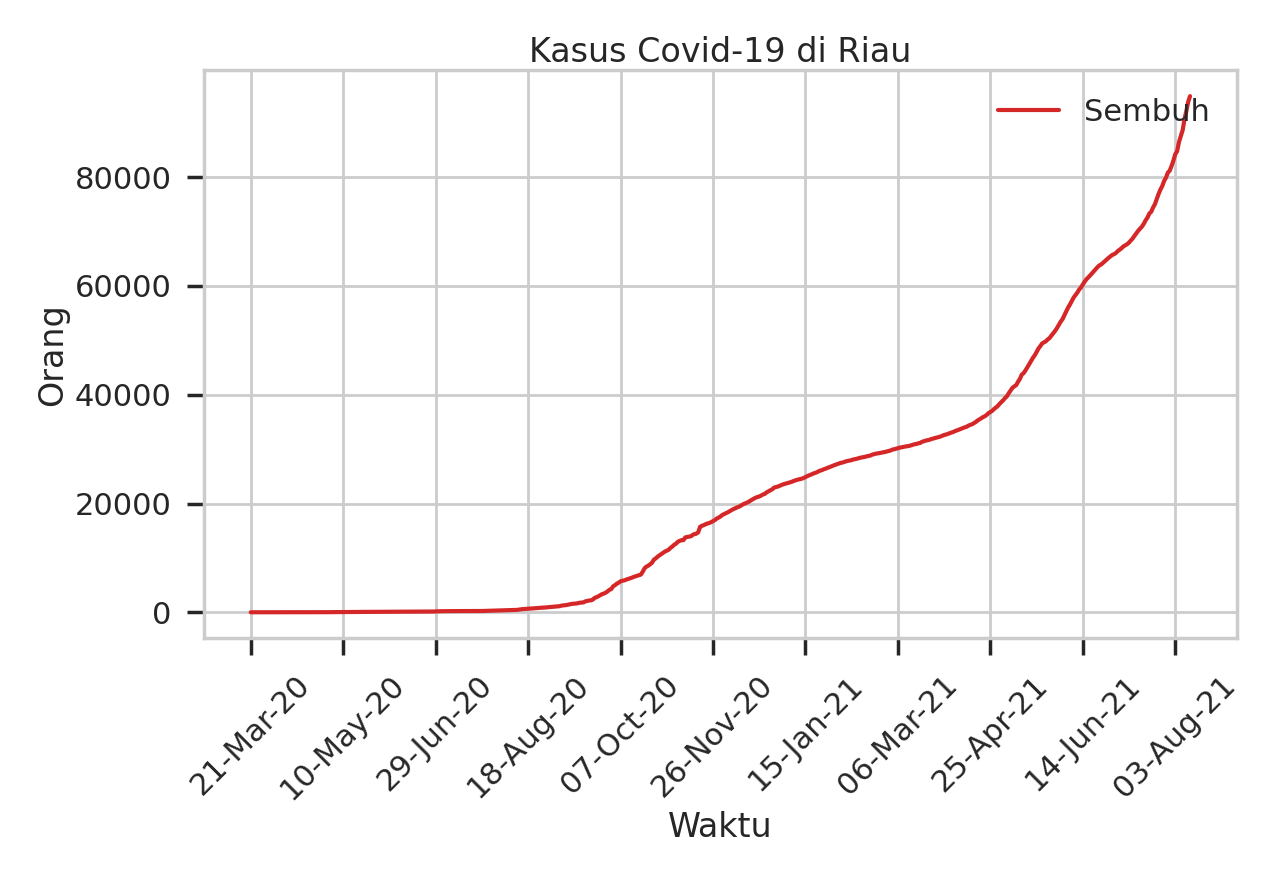 Kasus Covid-19 di Riau
Sembuh
Orang
80000
60000
40000
20000
0
21-Mar-20
10-May-20
29-Jun-20
18-Aug-20
07-Oct-20
26-Nov-20
15-Jan-21
06-Mar-21
25-Apr-21
14-Jun-21
03-Aug-21
Waktu